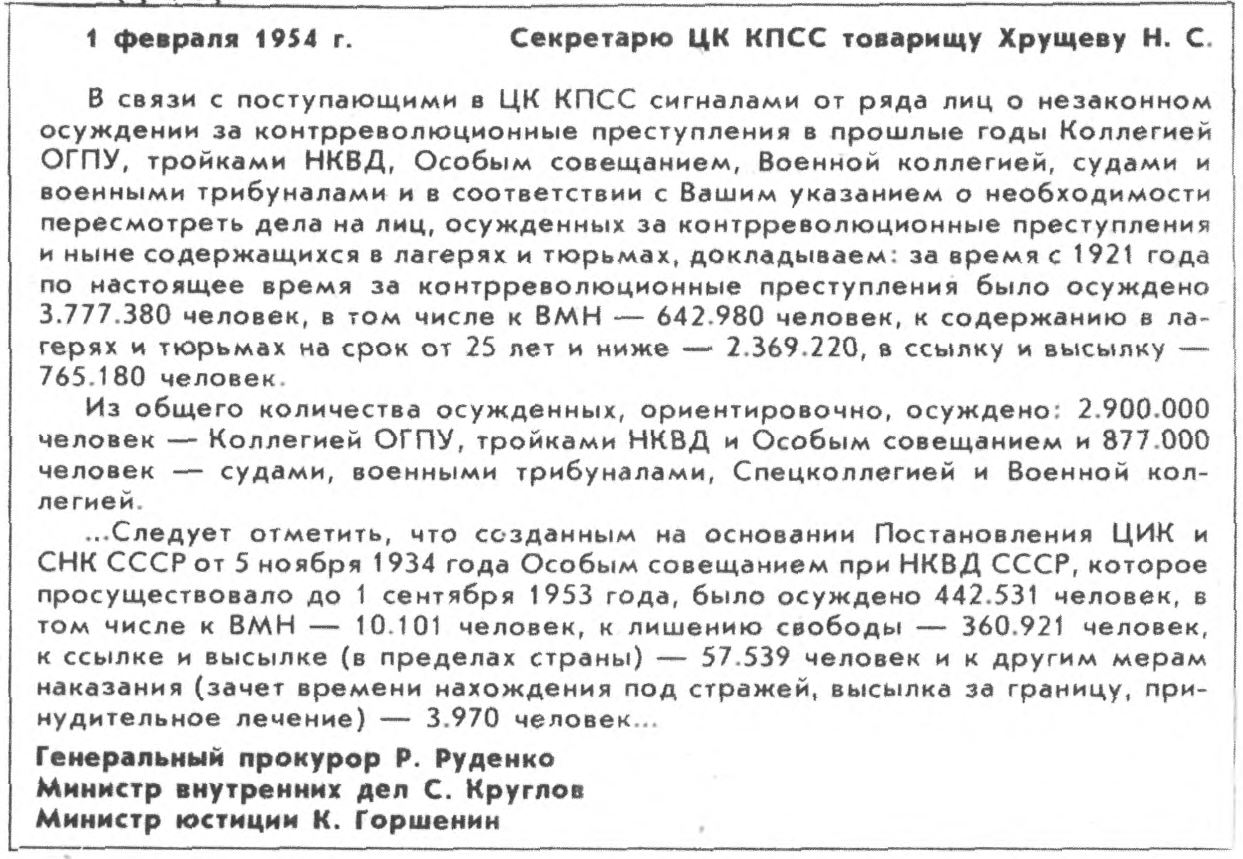 1 февраля 1954 г. Секретарю ЦК КПСС товарищу Хрущеву Н. С.
В связи с поступающими в ЦК КПСС сигналами от ряда лиц о незаконном
осуждении за контрреволюционные преступления в прошлые годы Коллегией
ОГПУ, тройками НКВД, Особым совещанием, Военной коллегией, судами и
военными трибуналами и в соответствии с Вашим указанием о необходимости
пересмотреть дела на лиц, осужденных за контрреволюционные преступления
и ныне содержащихся в лагерях и тюрьмах, докладываем: за время с 1921 года
по настоящее время за контрреволюционные преступления было осуждено
3.777.380 человек, в том числе к ВМН — 642.980 человек, к содержанию в ла-
герях и тюрьмах на срок от 25 лет и ниже — 2.369.220, в ссылку и высылку —
765.180 человек.
Из общего количества осужденных, ориентировочно, осуждено: 2.900.000
человек — Коллегией ОГПУ, тройками НКВД и Особым совещанием и 877.000
человек — судами, военными трибуналами, Спецколлегией и Военной кол-
легией.
...Следует отметить, что созданным на основании Постановления ЦИК и
СНК СССР от 5 ноября 1934 года Особым совещанием при НКВД СССР, которое
просуществовало до 1 сентября 1953 года, было осуждено 442.531 человек, в
том числе к ВМН — 10.101 человек, к лишению свободы — 360.921 человек,
к ссылке и высылке (в пределах страны) — 57.539 человек и к другим мерам
наказания (зачет времени нахождения под стражей, высылка за границу, при-
нудительное лечение) — 3.970 человек...
Генеральный прокурор Р. Руденко
Министр внутренних дел С. Круглов
Министр юстиции К. Горшенин